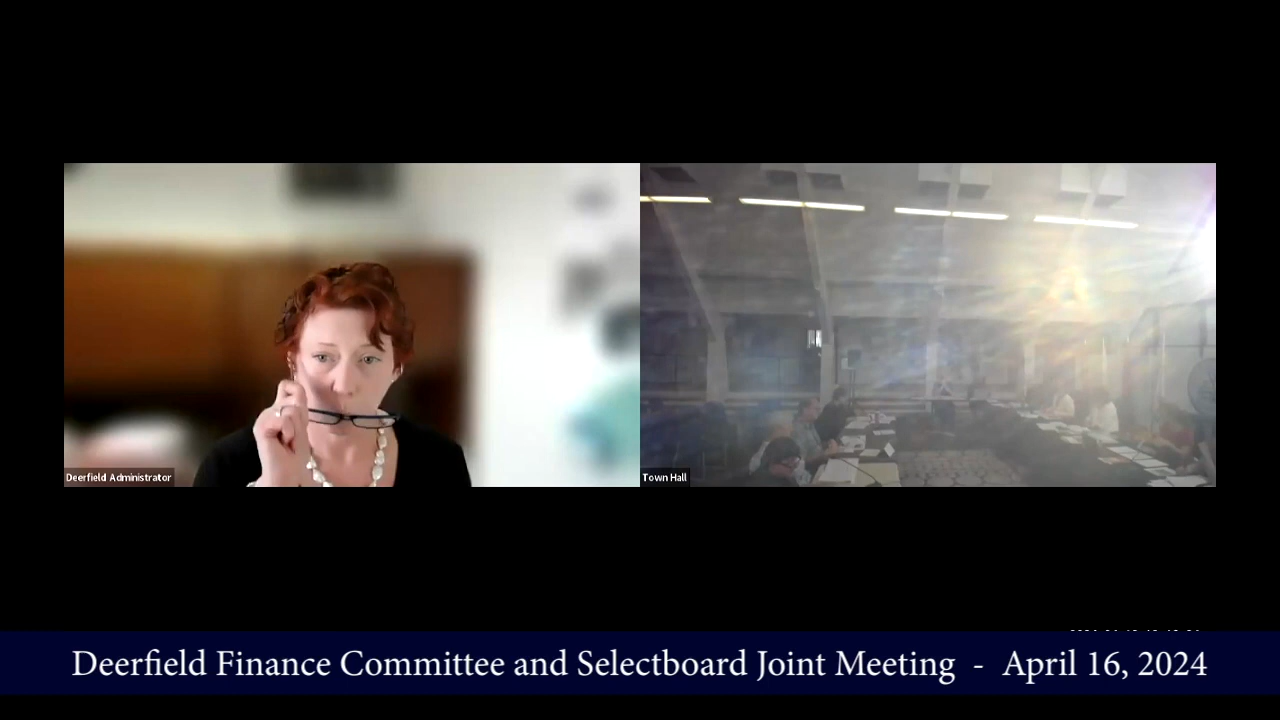 Deerfield Administrator
Town Hall
Deerfield Finance Committee and Selectboard Joint Meeting - April 16, 2024